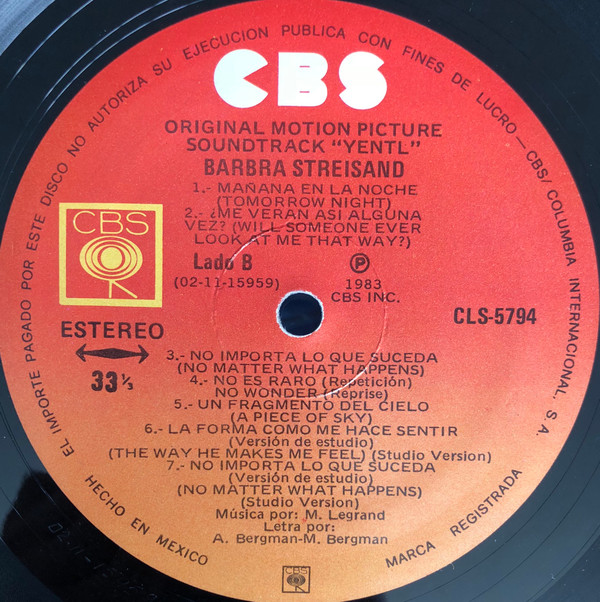 EL IMPORTE PAGADO POR ESTE DISCO NO AUTORIZA SU EJECUCION PUBLICA CON FINES DE LUCRO — CBS/COLUMBIA INTERNACIONAL, S.A.
CBS
ORIGINAL MOTION PICTURE
SOUNDTRACK "YENTL"
BARBRA STREISAND
1.- MAÑANA EN LA NOCHE
(TOMORROW NIGHT)
2.- ¿ME VERAN ASI ALGUNA
VEZ? (WILL SOMEONE EVER
LOOK AT ME THAT WAY?)
CBS
Lado B
(02-11-15959)
Ⓟ
1983
CBS INC.
ESTEREO
33 ⅓
CLS-5794
3.- NO IMPORTA LO QUE SUCEDA
(NO MATTER WHAT HAPPENS)
4.- NO ES RARO (Repetición)
NO WONDER (Reprise)
5.- UN FRAGMENTO DEL CIELO
(A PIECE OF SKY)
6.- LA FORMA COMO ME HACE SENTIR
(Versión de estudio)
(THE WAY HE MAKES ME FEEL) (Studio Version)
7.- NO IMPORTA LO QUE SUCEDA
(Versión de estudio)
(NO MATTER WHAT HAPPENS)
(Studio Version)
Música por: M. Legrand
Letra por:
A. Bergman-M. Bergman
HECHO EN MEXICO
MARCA REGISTRADA
CBS